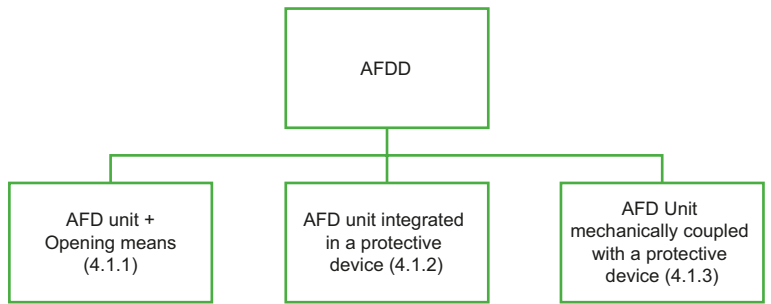 AFDD
AFD unit +
Opening means
(4.1.1)
AFD unit integrated
in a protective
device (4.1.2)
AFD Unit
mechanically coupled
with a protective
device (4.1.3)